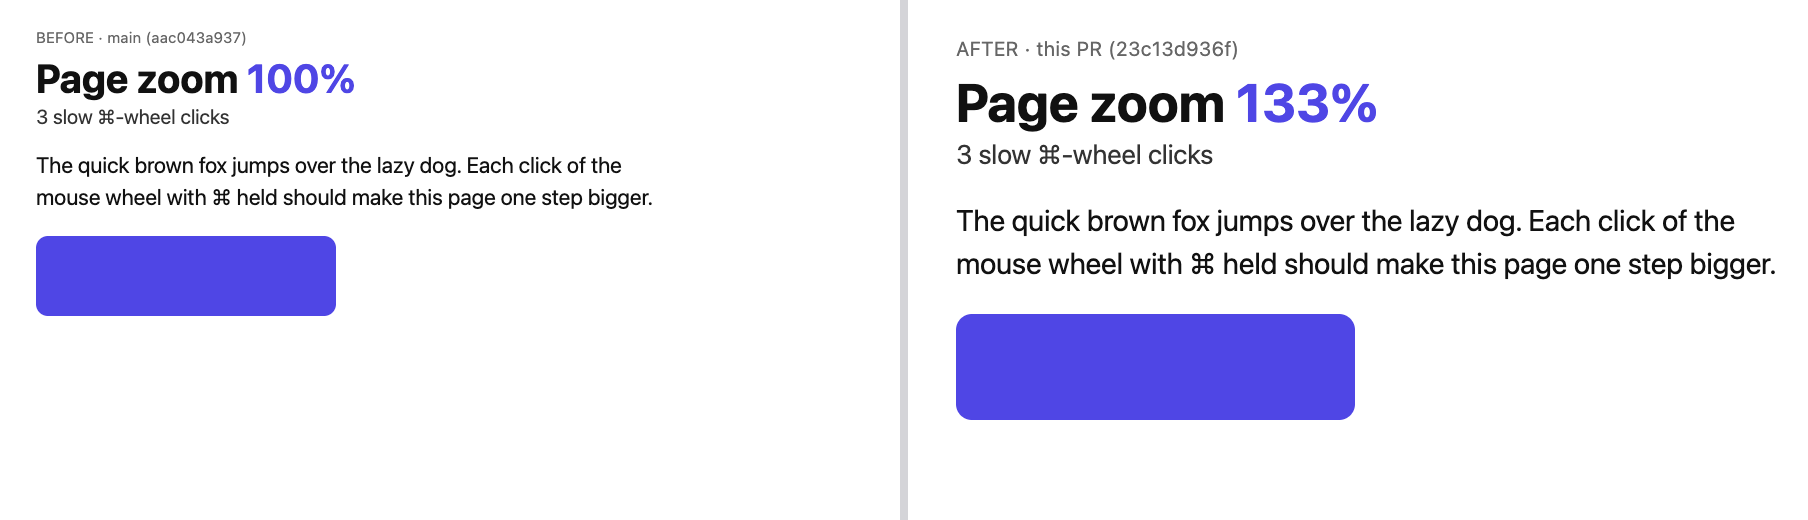 BEFORE · main (aac043a937)
Page zoom 100%
3 slow ⌘-wheel clicks
The quick brown fox jumps over the lazy dog. Each click of the
mouse wheel with ⌘ held should make this page one step bigger.
AFTER · this PR (23c13d936f)
Page zoom 133%
3 slow ⌘-wheel clicks
The quick brown fox jumps over the lazy dog. Each click of the
mouse wheel with ⌘ held should make this page one step bigger.